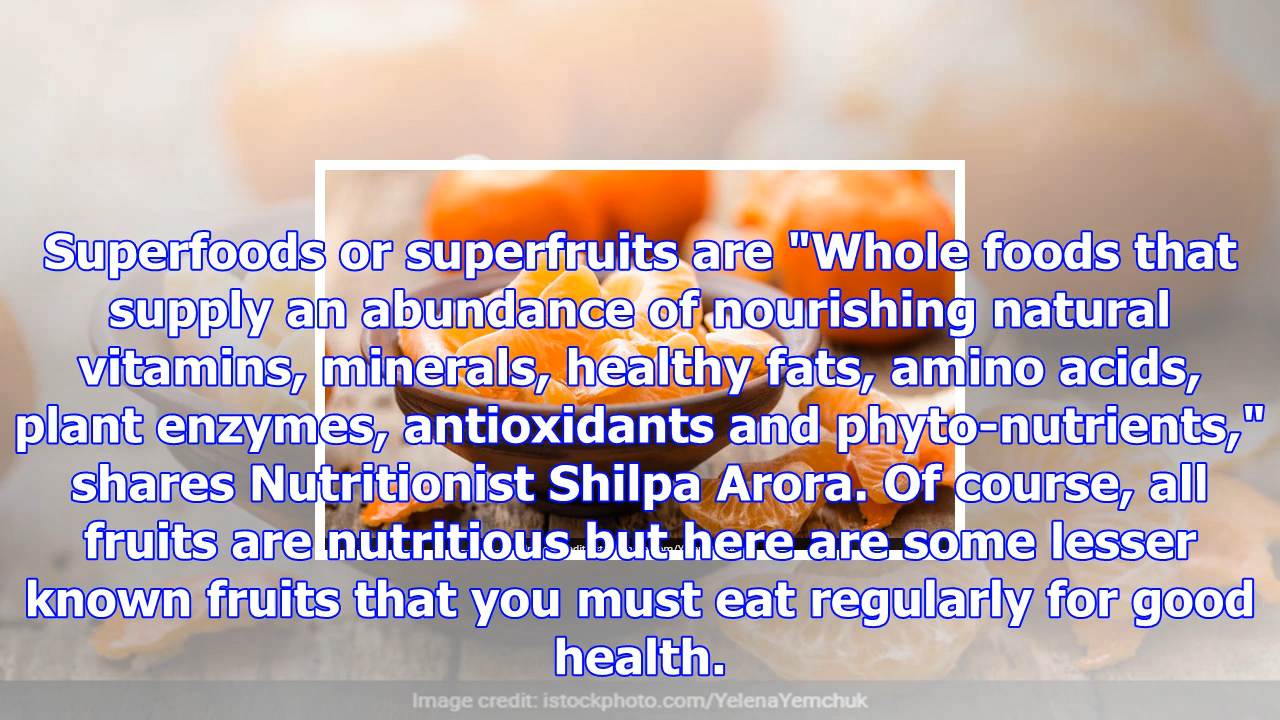 Superfoods or superfruits are "Whole foods that
supply an abundance of nourishing natural
vitamins, minerals, healthy fats, amino acids,
plant enzymes, antioxidants and phyto-nutrients,"
shares Nutritionist Shilpa Arora. Of course, all
fruits are nutritious but here are some lesser
known fruits that you must eat regularly for good
health.
Image credit: istockphoto.com/YelenaYemchuk